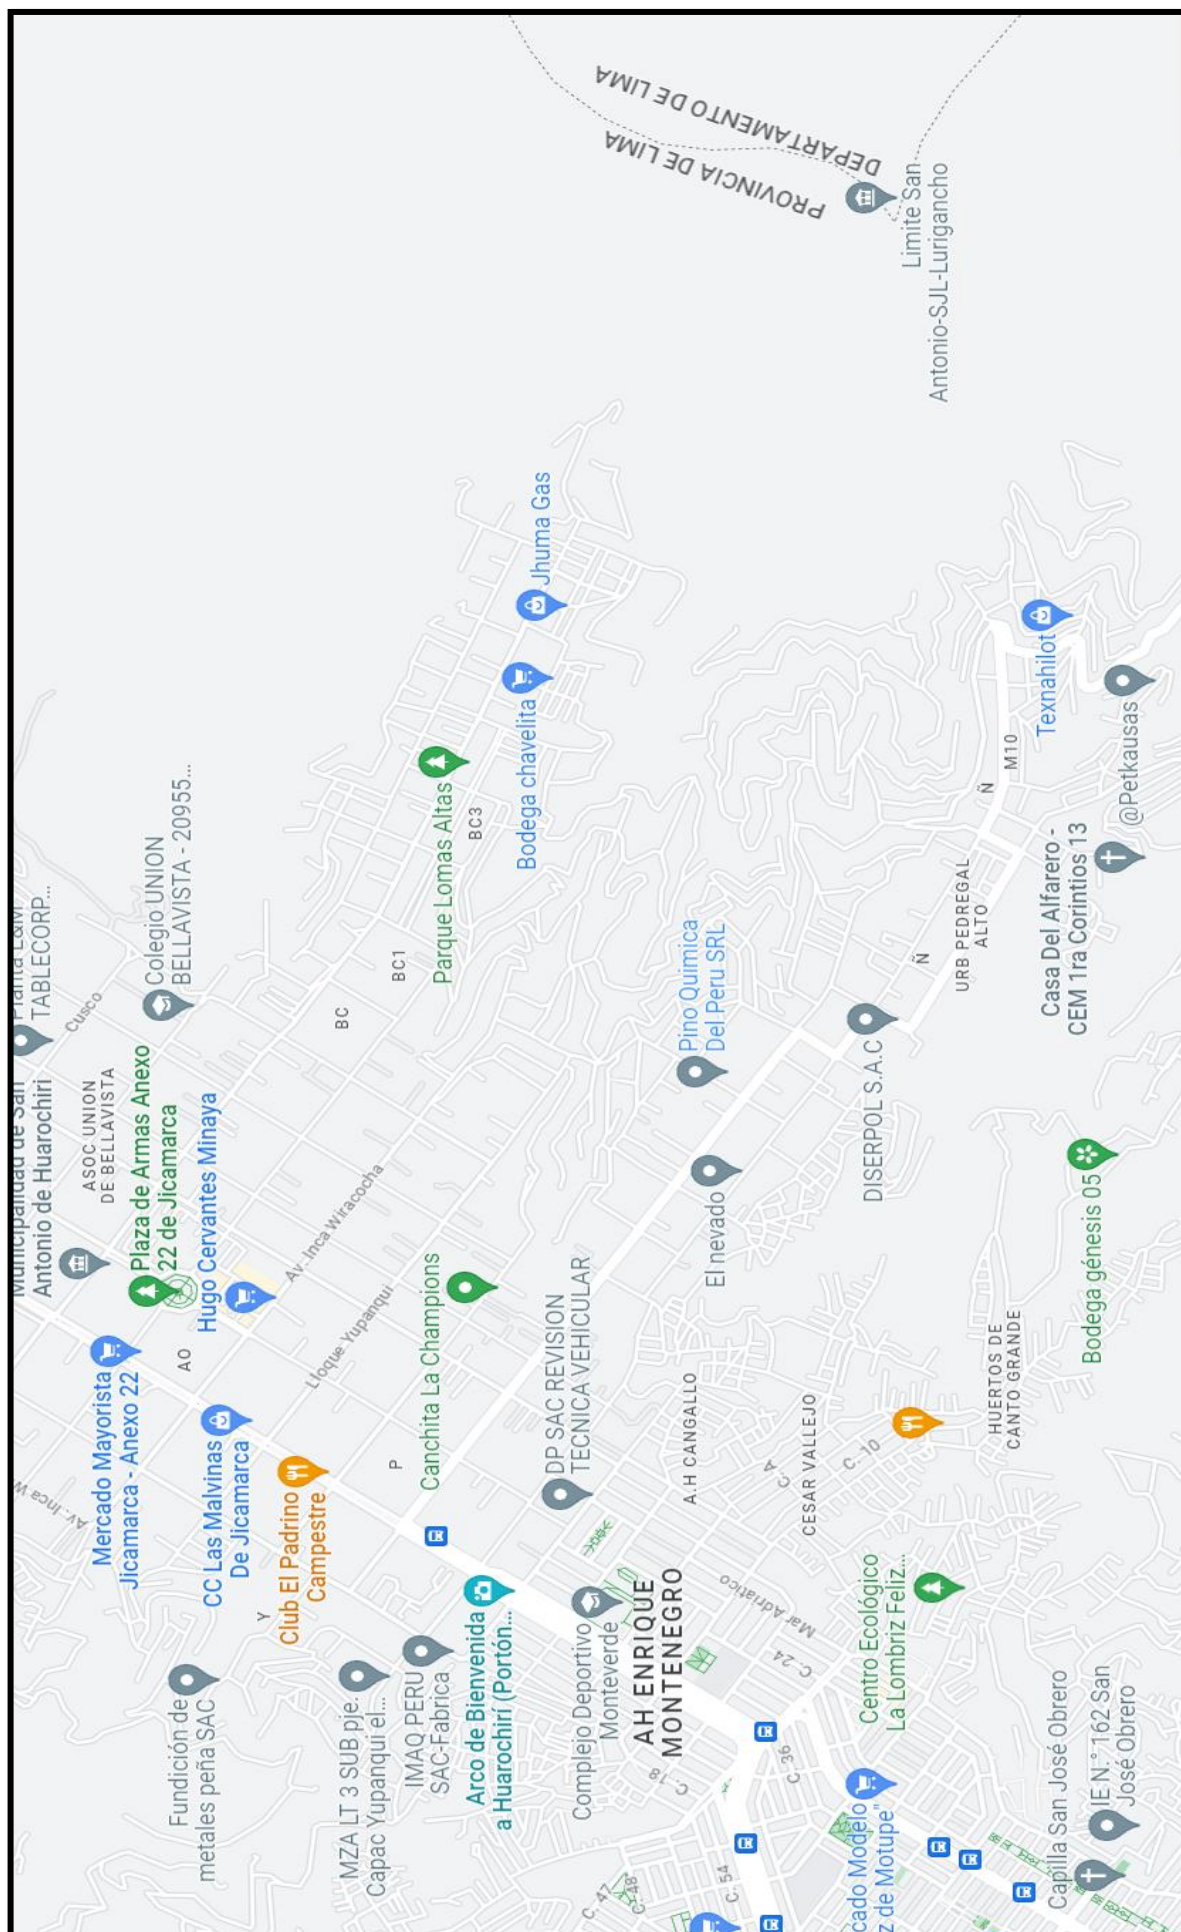 DEPARTAMENTO DE LIMA
PROVINCIA DE LIMA
Limite San
Antonio-SJL-Lurigancho
Jhuma Gas
Bodega chavelita
Parque Lomas Altas
BC3
BC1
BC
Texnahilot
@Petkausas
M10
Ñ
Casa Del Alfarero -
CEM 1ra Corintios 13
URB PEDREGAL
ALTO
Ñ
Pino Quimica
Del Peru SRL
DISERPOL S.A.C
El nevado
Bodega génesis 05
HUERTOS DE
CANTO GRANDE
TABLECORP...
Cusco
Colegio UNION
BELLAVISTA - 20955...
Municipalidad de San
Antonio de Huarochiri
ASOC UNION
DE BELLAVISTA
Plaza de Armas Anexo
22 de Jicamarca
Hugo Cervantes Minaya
Av. Inca Wiracocha
Lloque Yupanqui
Canchita La Champions
DP SAC REVISION
TECNICA VEHICULAR
A.H CANGALLO
C. A
CESAR VALLEJO
C. 10
Mercado Mayorista
Jicamarca - Anexo 22
AO
Av. Inca W
CC Las Malvinas
De Jicamarca
Club El Padrino
Campestre
P
Y
Fundición de
metales peña SAC
MZA LT 3 SUB pje.
Capac Yupanqui el...
IMAQ PERU
SAC-Fabrica
Arco de Bienvenida
a Huarochirí (Portón...
Complejo Deportivo
Monteverde
AH ENRIQUE
MONTENEGRO
Mar Adriatico
C. 24
C. 18
C. 36
Centro Ecológico
La Lombriz Feliz...
cado Modelo
z de Motupe"
C. 47
C. 48
C. 54
Capilla San José Obrero
IE N.° 162 San
José Obrero